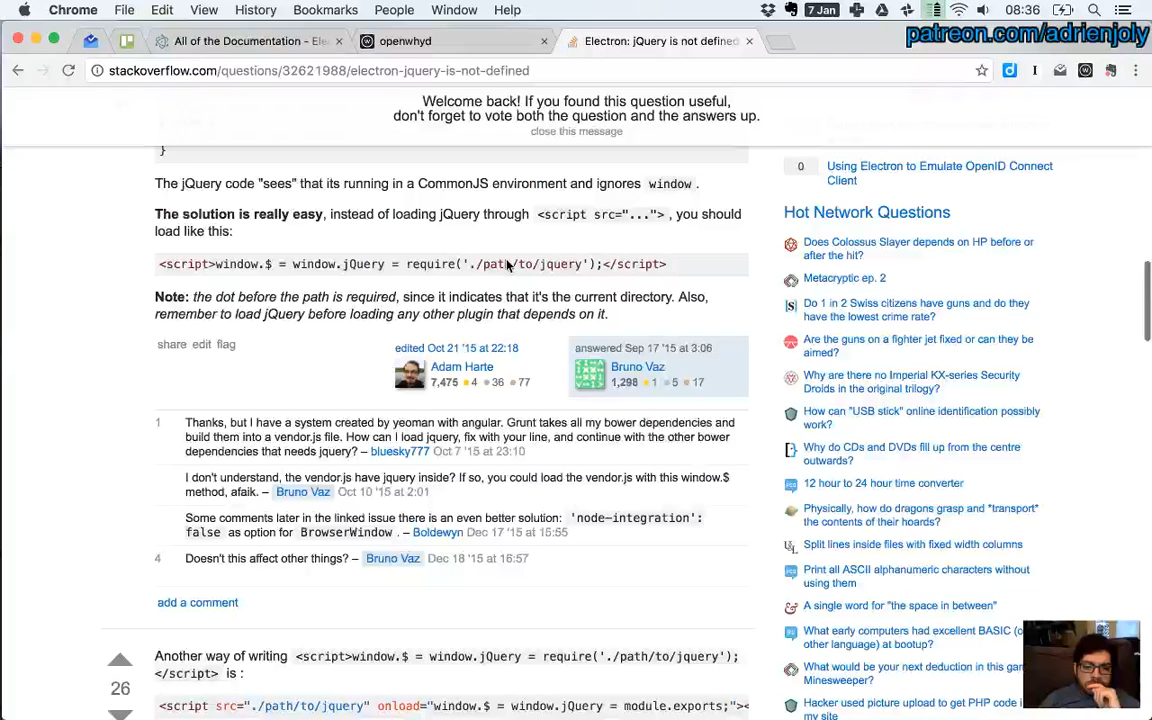 Chrome File Edit View History Bookmarks People Window Help 7 Jan 08:36
patreon.com/adrienjoly
All of the Documentation - Ele × openwhyd × Electron: jQuery is not defined ×
stackoverflow.com/questions/32621988/electron-jquery-is-not-defined
Welcome back! If you found this question useful,
don't forget to vote both the question and the answers up.
close this message
}
The jQuery code "sees" that its running in a CommonJS environment and ignores window .
The solution is really easy, instead of loading jQuery through <script src="...">, you should
load like this:
<script>window.$ = window.jQuery = require('./path/to/jquery');</script>
Note: the dot before the path is required, since it indicates that it's the current directory. Also,
remember to load jQuery before loading any other plugin that depends on it.
share edit flag
edited Oct 21 '15 at 22:18
Adam Harte
7,475 4 36 77
answered Sep 17 '15 at 3:06
Bruno Vaz
1,298 1 5 17
1 Thanks, but I have a system created by yeoman with angular. Grunt takes all my bower dependencies and
build them into a vendor.js file. How can I load jquery, fix with your line, and continue with the other bower
dependencies that needs jquery? – bluesky777 Oct 7 '15 at 23:10
I don't understand, the vendor.js have jquery inside? If so, you could load the vendor.js with this window.$
method, afaik. – Bruno Vaz Oct 10 '15 at 2:01
Some comments later in the linked issue there is an even better solution: 'node-integration':
false as option for BrowserWindow . – Boldewyn Dec 17 '15 at 15:55
4 Doesn't this affect other things? – Bruno Vaz Dec 18 '15 at 16:57
add a comment
26
Another way of writing <script>window.$ = window.jQuery = require('./path/to/jquery');
</script> is :
<script src="./path/to/jquery" onload="window.$ = window.jQuery = module.exports;"><
0 Using Electron to Emulate OpenID Connect
Client
Hot Network Questions
Does Colossus Slayer depends on HP before or
after the hit?
Metacryptic ep. 2
Do 1 in 2 Swiss citizens have guns and do they
have the lowest crime rate?
Are the guns on a fighter jet fixed or can they be
aimed?
Why are there no Imperial KX-series Security
Droids in the original trilogy?
How can "USB stick" online identification possibly
work?
Why do CDs and DVDs fill up from the centre
outwards?
12 hour to 24 hour time converter
Physically, how do dragons grasp and *transport*
the contents of their hoards?
Split lines inside files with fixed width columns
Print all ASCII alphanumeric characters without
using them
A single word for "the space in between"
What early computers had excellent BASIC (o
at bootup?
What would be your next deduction in this gam
Minesweeper?
Hacker used picture upload to get PHP code i
my site